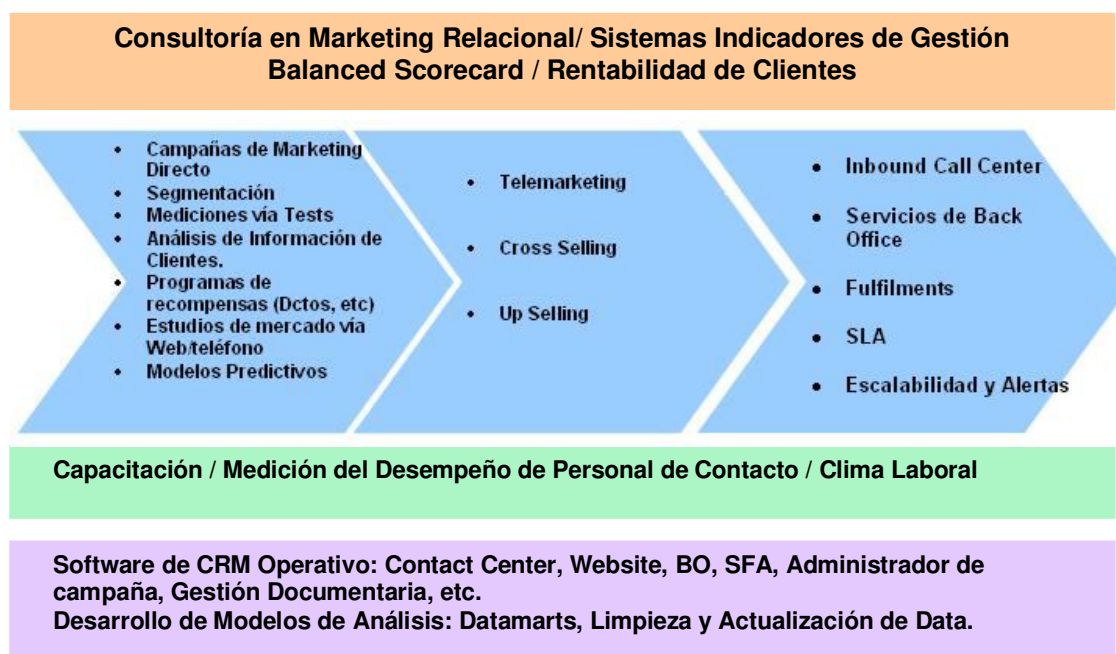 Consultoría en Marketing Relacional/ Sistemas Indicadores de Gestión
Balanced Scorecard / Rentabilidad de Clientes
• Campañas de Marketing
Directo
• Segmentación
• Mediciones vía Tests
• Análisis de Información de
Clientes.
• Programas de
recompensas (Dctos, etc)
• Estudios de mercado vía
Web/teléfono
• Modelos Predictivos
• Telemarketing
• Cross Selling
• Up Selling
• Inbound Call Center
• Servicios de Back
Office
• Fulfilments
• SLA
• Escalabilidad y Alertas
Capacitación / Medición del Desempeño de Personal de Contacto / Clima Laboral
Software de CRM Operativo: Contact Center, Website, BO, SFA, Administrador de
campaña, Gestión Documentaria, etc.
Desarrollo de Modelos de Análisis: Datamarts, Limpieza y Actualización de Data.